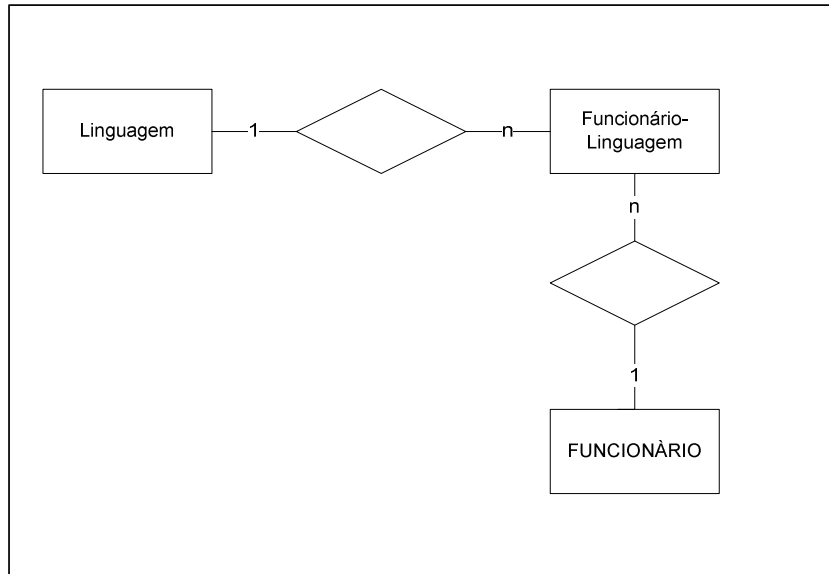 Linguagem
1
n
Funcionário-
Linguagem
n
1
FUNCIONÀRIO